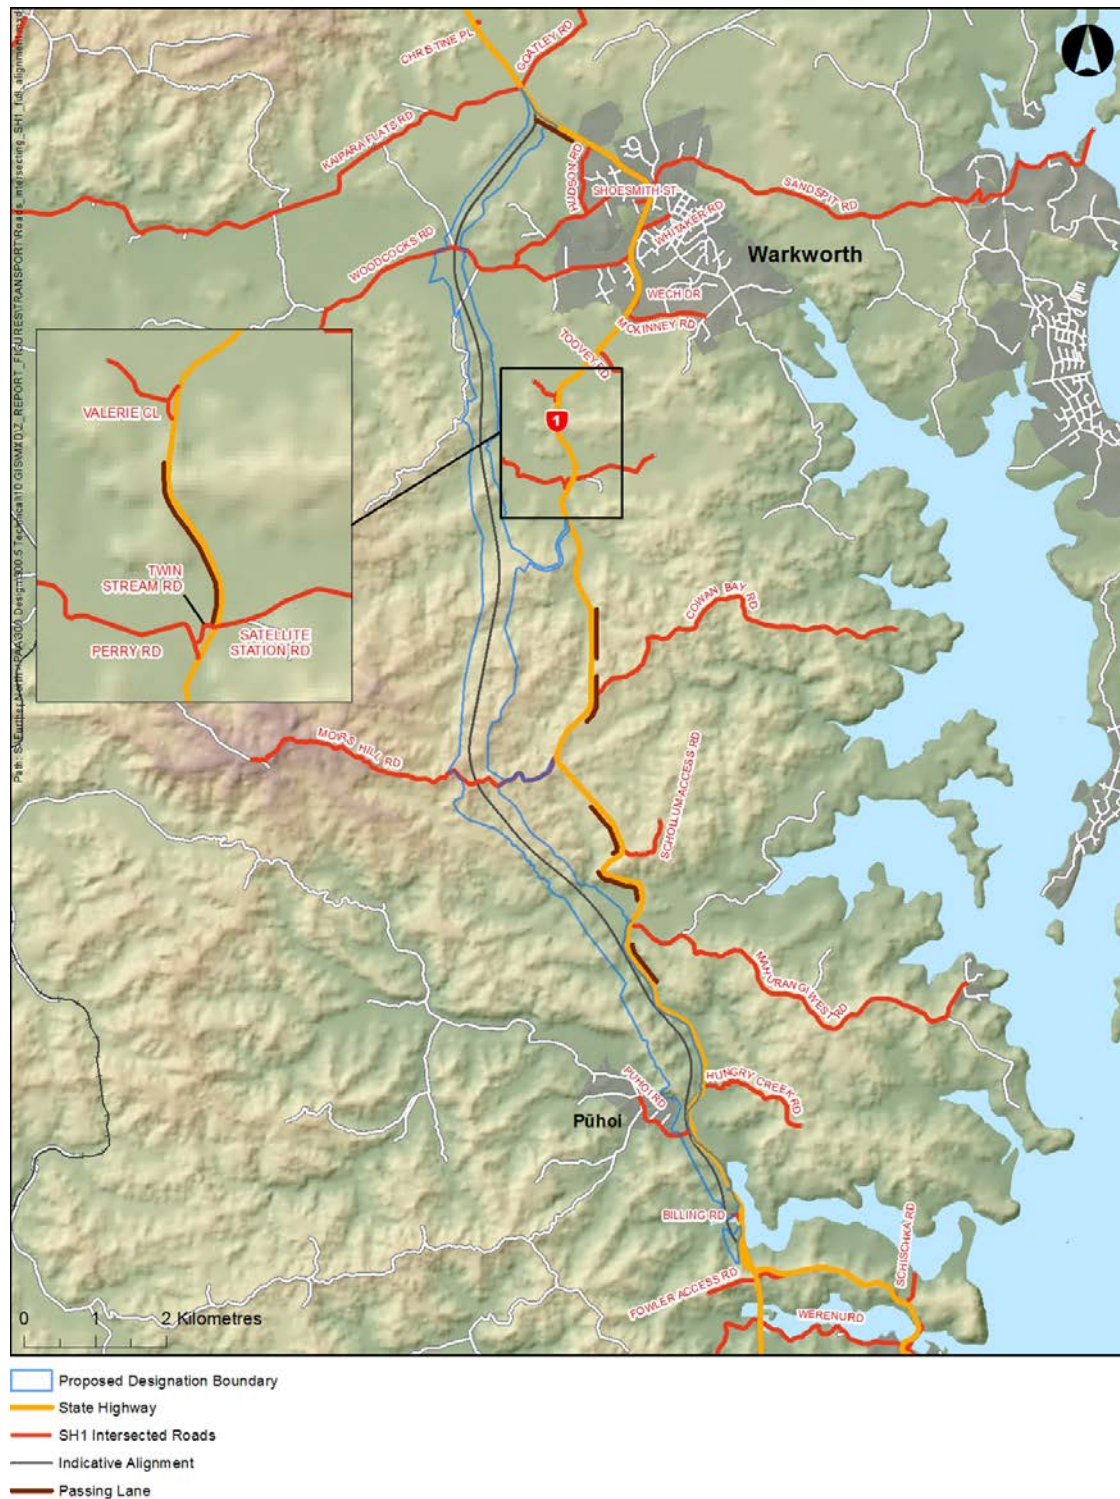 CHRISTINE PL
GOATLEY RD
KAIPARA FLATS RD
HUDSON RD
SHOESMITH ST
SANDSPIT RD
WHITAKER RD
WOODCOCKS RD
Warkworth
WECH DR
MCKINNEY RD
TOOVEY RD
1
VALERIE CL
TWIN
STREAM RD
PERRY RD
SATELLITE
STATION RD
COWAN BAY RD
MOIRS HILL RD
SCHOLLUM ACCESS RD
MAHURANGI WEST RD
PUHOI RD
HUNGRY CREEK RD
Pūhoi
BILLING RD
SCHISCHKA RD
FOWLER ACCESS RD
WERENU RD
0 1 2 Kilometres
Proposed Designation Boundary
State Highway
SH1 Intersected Roads
Indicative Alignment
Passing Lane